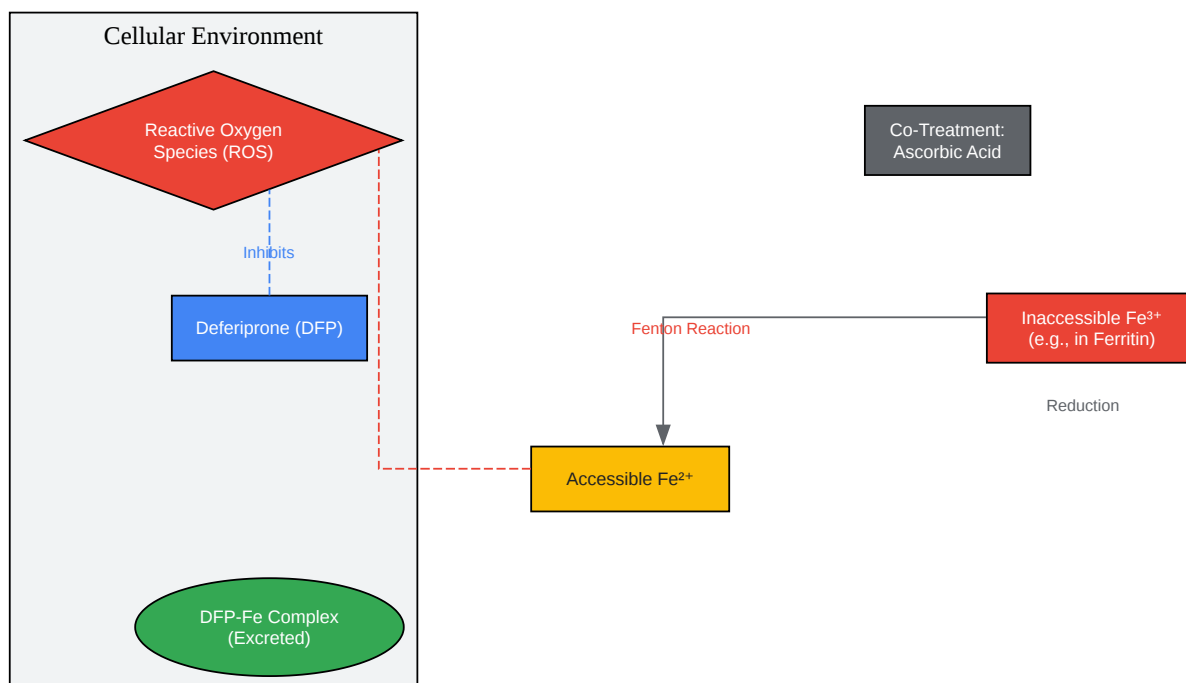 Cellular Environment
Reactive Oxygen
Species (ROS)
Co-Treatment:
Ascorbic Acid
Inhibits
Deferiprone (DFP)
Fenton Reaction
Inaccessible Fe³⁺
(e.g., in Ferritin)
Reduction
Accessible Fe²⁺
DFP-Fe Complex
(Excreted)